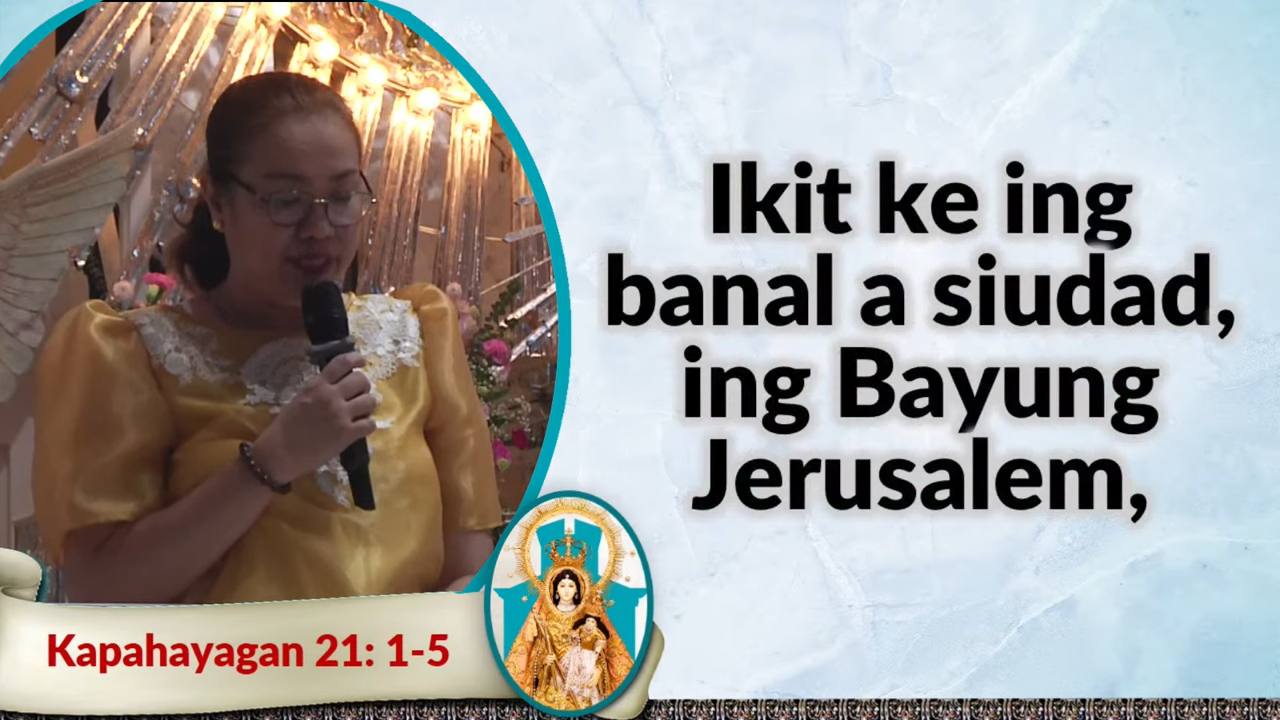 Ikit ke ing
banal a siudad,
ing Bayung
Jerusalem,
Kapahayagan 21: 1-5